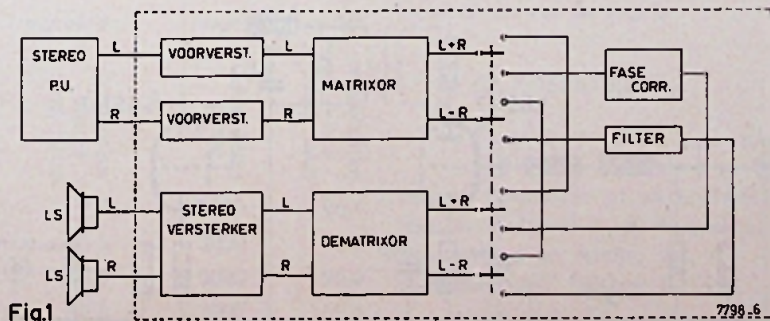 STEREO
P.U.
L
R
VOORVERST.
VOORVERST.
L
R
MATRIXOR
L+R
L-R
FASE
CORR.
FILTER
LS
LS
L
R
STEREO
VERSTERKER
L
R
DEMATRIXOR
L+R
L-R
Fig.1
7798-6